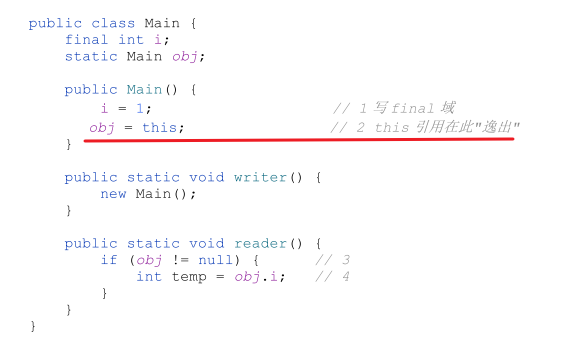 public class Main {
    final int i;
    static Main obj;

    public Main() {
        i = 1;                    // 1 写 final 域
        obj = this;                // 2 this 引用在此"逸出"
    }

    public static void writer() {
        new Main();
    }

    public static void reader() {
        if (obj != null) {      // 3
            int temp = obj.i;   // 4
        }
    }
}